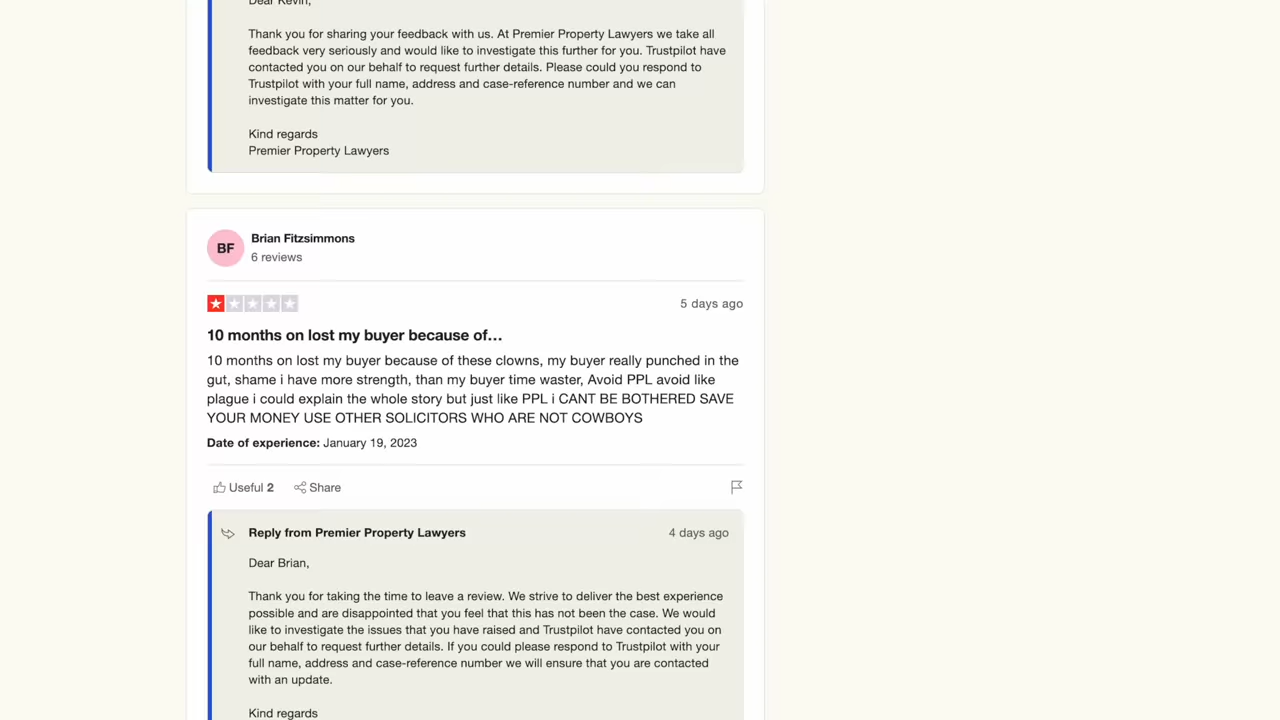 Dear Kevin,
Thank you for sharing your feedback with us. At Premier Property Lawyers we take all
feedback very seriously and would like to investigate this further for you. Trustpilot have
contacted you on our behalf to request further details. Please could you respond to
Trustpilot with your full name, address and case-reference number and we can
investigate this matter for you.
Kind regards
Premier Property Lawyers
BF
Brian Fitzsimmons
6 reviews
5 days ago
10 months on lost my buyer because of…
10 months on lost my buyer because of these clowns, my buyer really punched in the
gut, shame i have more strength, than my buyer time waster, Avoid PPL avoid like
plague i could explain the whole story but just like PPL i CANT BE BOTHERED SAVE
YOUR MONEY USE OTHER SOLICITORS WHO ARE NOT COWBOYS
Date of experience: January 19, 2023
Useful 2 Share
Reply from Premier Property Lawyers 4 days ago
Dear Brian,
Thank you for taking the time to leave a review. We strive to deliver the best experience
possible and are disappointed that you feel that this has not been the case. We would
like to investigate the issues that you have raised and Trustpilot have contacted you on
our behalf to request further details. If you could please respond to Trustpilot with your
full name, address and case-reference number we will ensure that you are contacted
with an update.
Kind regards